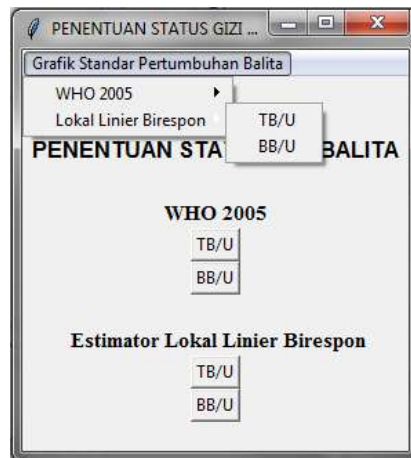 PENENTUAN STATUS GIZI ...
Grafik Standar Pertumbuhan Balita
WHO 2005
Lokal Linier Birespon
TB/U
BB/U
PENENTUAN STA BALITA
WHO 2005
TB/U
BB/U
Estimator Lokal Linier Birespon
TB/U
BB/U